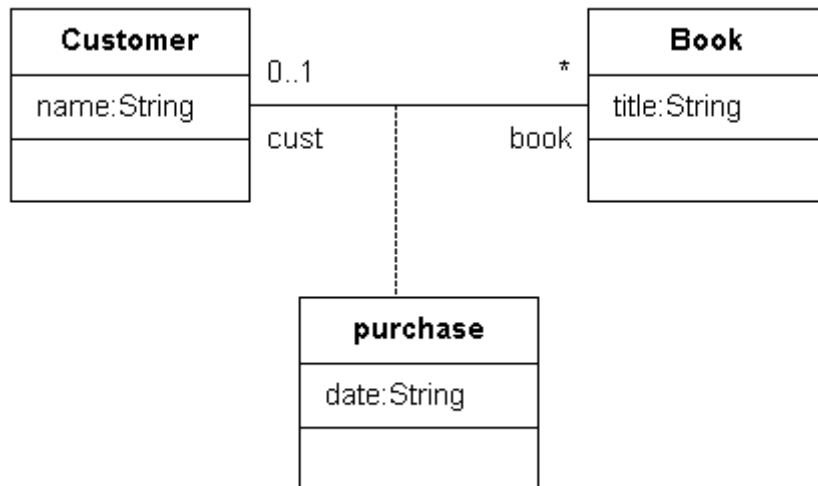 Customer
name:String
0..1
*
cust
book
Book
title:String
purchase
date:String